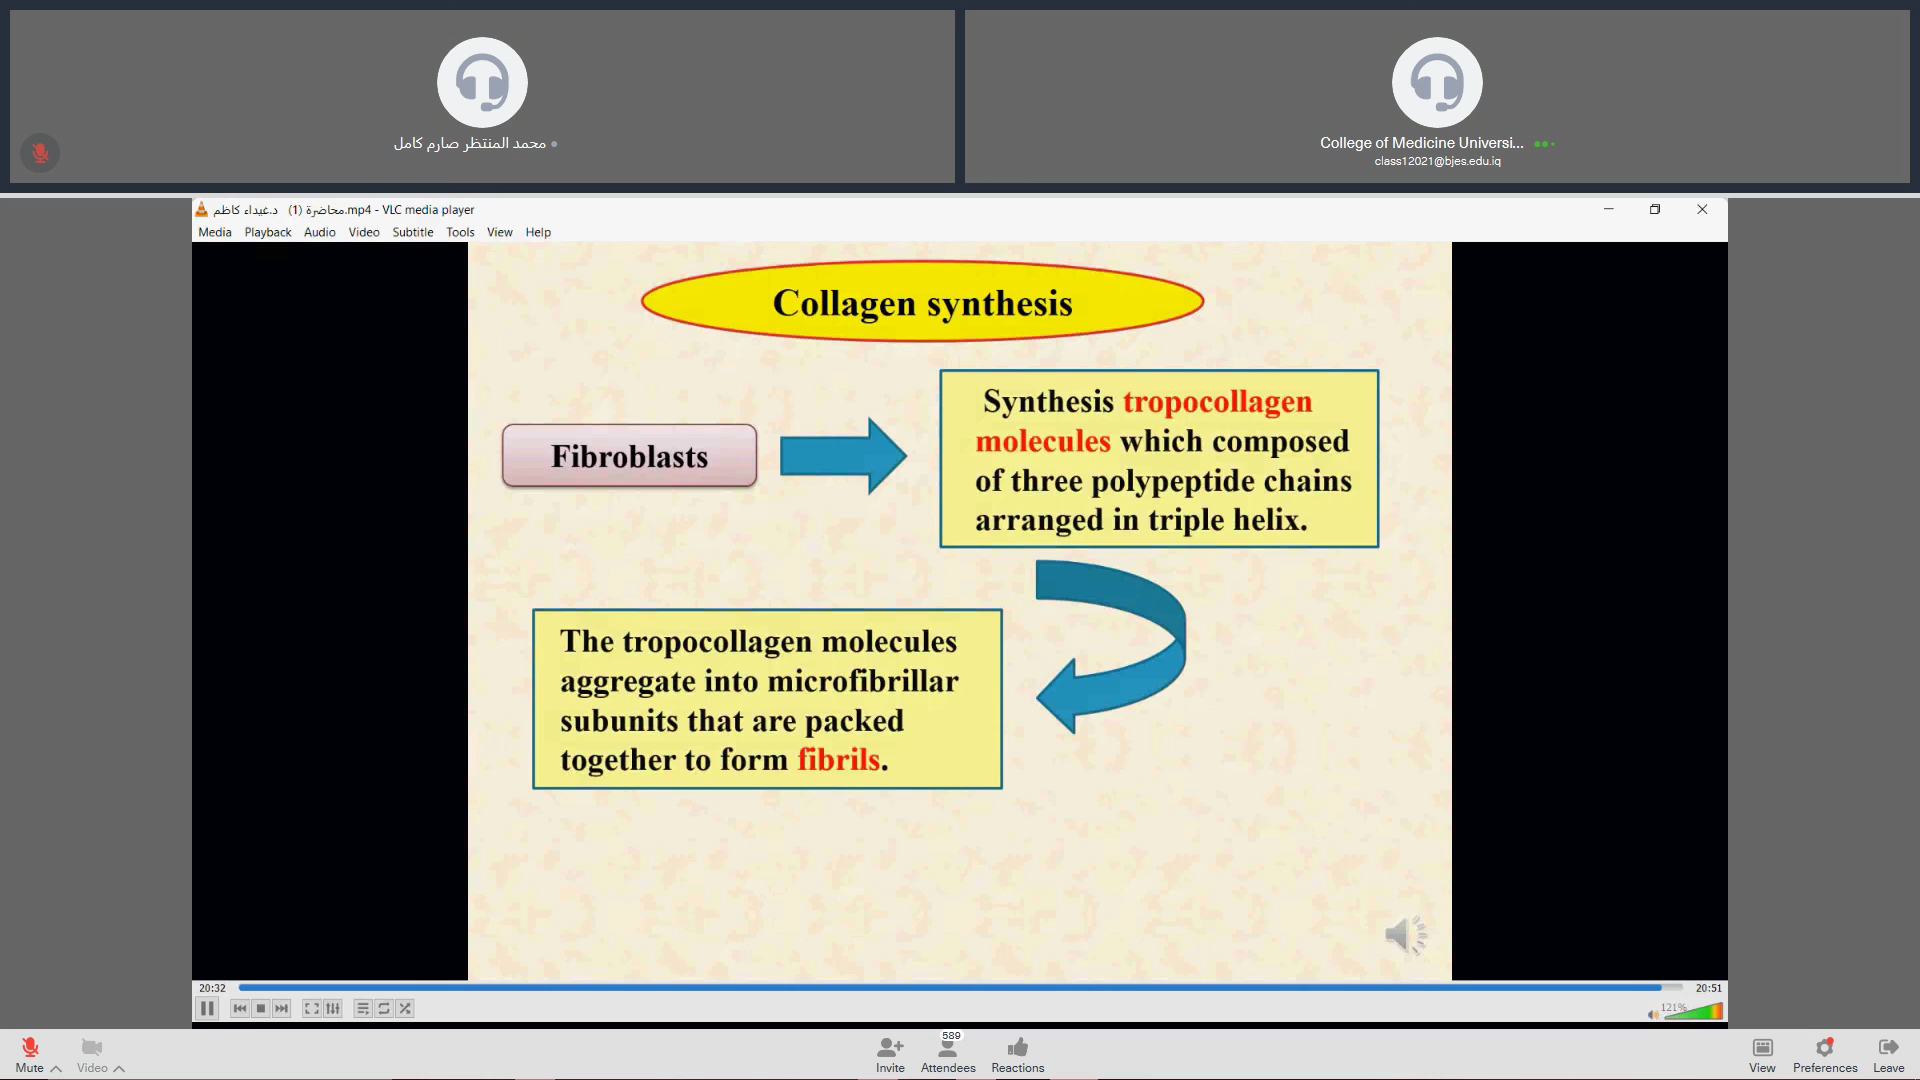 محمد المنتظر صارم كامل
College of Medicine Universi...
class12021@bjes.edu.iq
محاضرة (1) د.غيداء كاظم.mp4 - VLC media player
Media Playback Audio Video Subtitle Tools View Help
Collagen synthesis
Fibroblasts
Synthesis tropocollagen
molecules which composed
of three polypeptide chains
arranged in triple helix.
The tropocollagen molecules
aggregate into microfibrillar
subunits that are packed
together to form fibrils.
20:32
20:51
121%
589
Mute
Video
Invite
Attendees
Reactions
View
Preferences
Leave